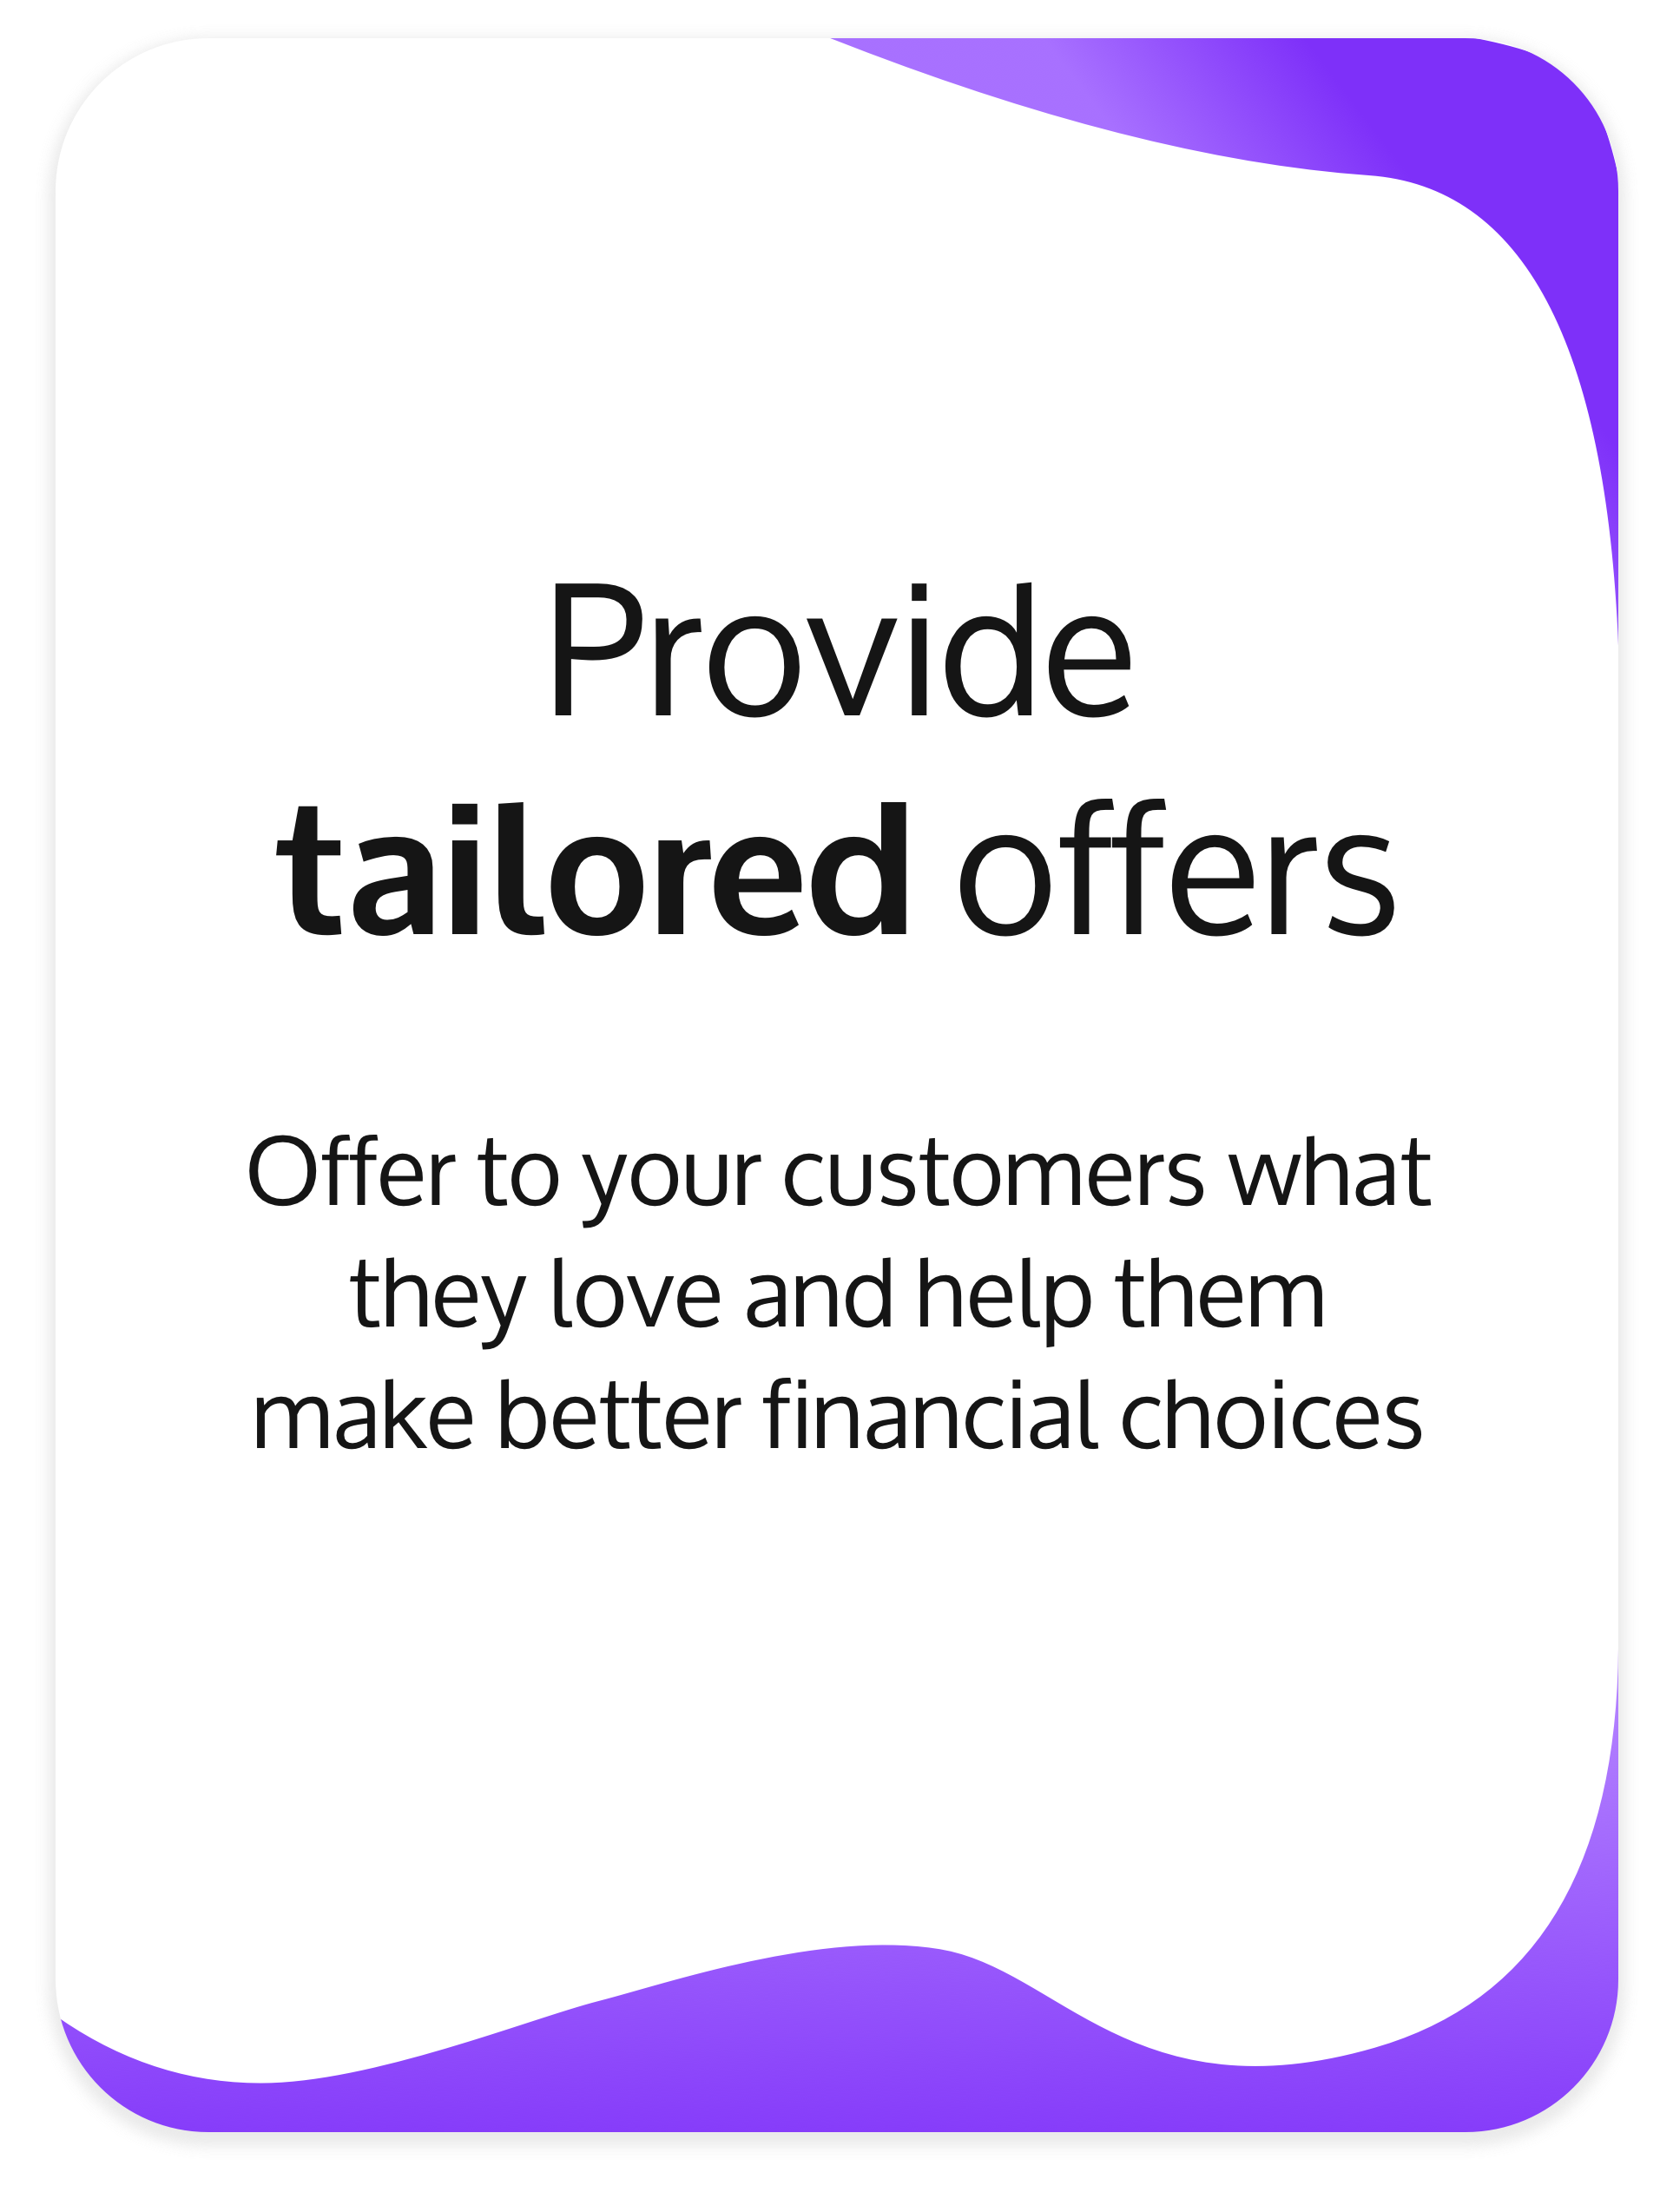 Provide
tailored offers
Offer to your customers what
they love and help them
make better financial choices